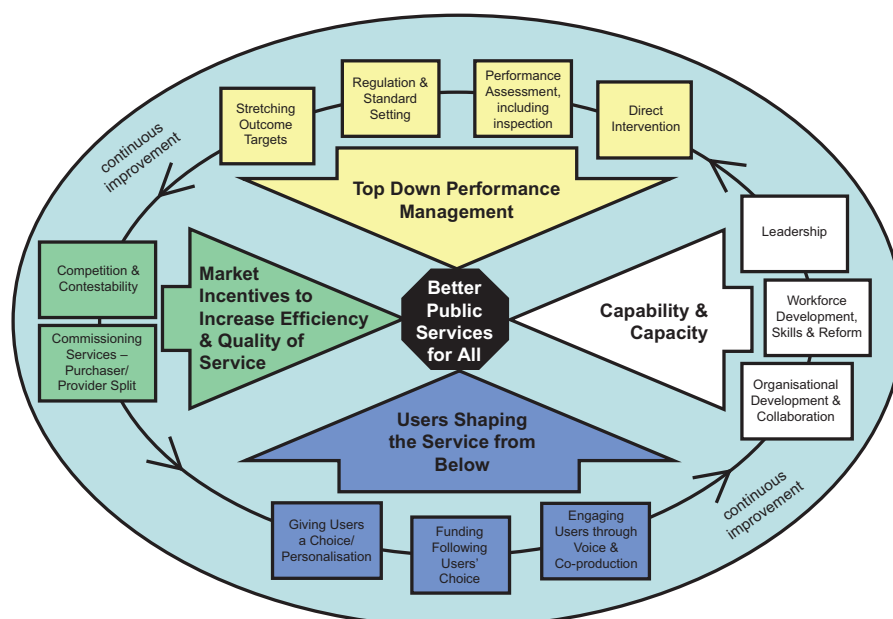 Performance
Assessment,
including
inspection
Regulation &
Standard
Setting
Stretching
Outcome
Targets
Direct
Intervention
continuous
improvement
Top Down Performance
Management
Leadership
Competition &
Contestability
Market
Incentives to
Increase Efficiency
& Quality of
Service
Better
Public
Services
for All
Capability &
Capacity
Workforce
Development,
Skills & Reform
Commissioning
Services –
Purchaser/
Provider Split
Organisational
Development &
Collaboration
Users Shaping
the Service from
Below
continuous
improvement
Giving Users
a Choice/
Personalisation
Funding
Following
Users’
Choice
Engaging
Users through
Voice &
Co-production